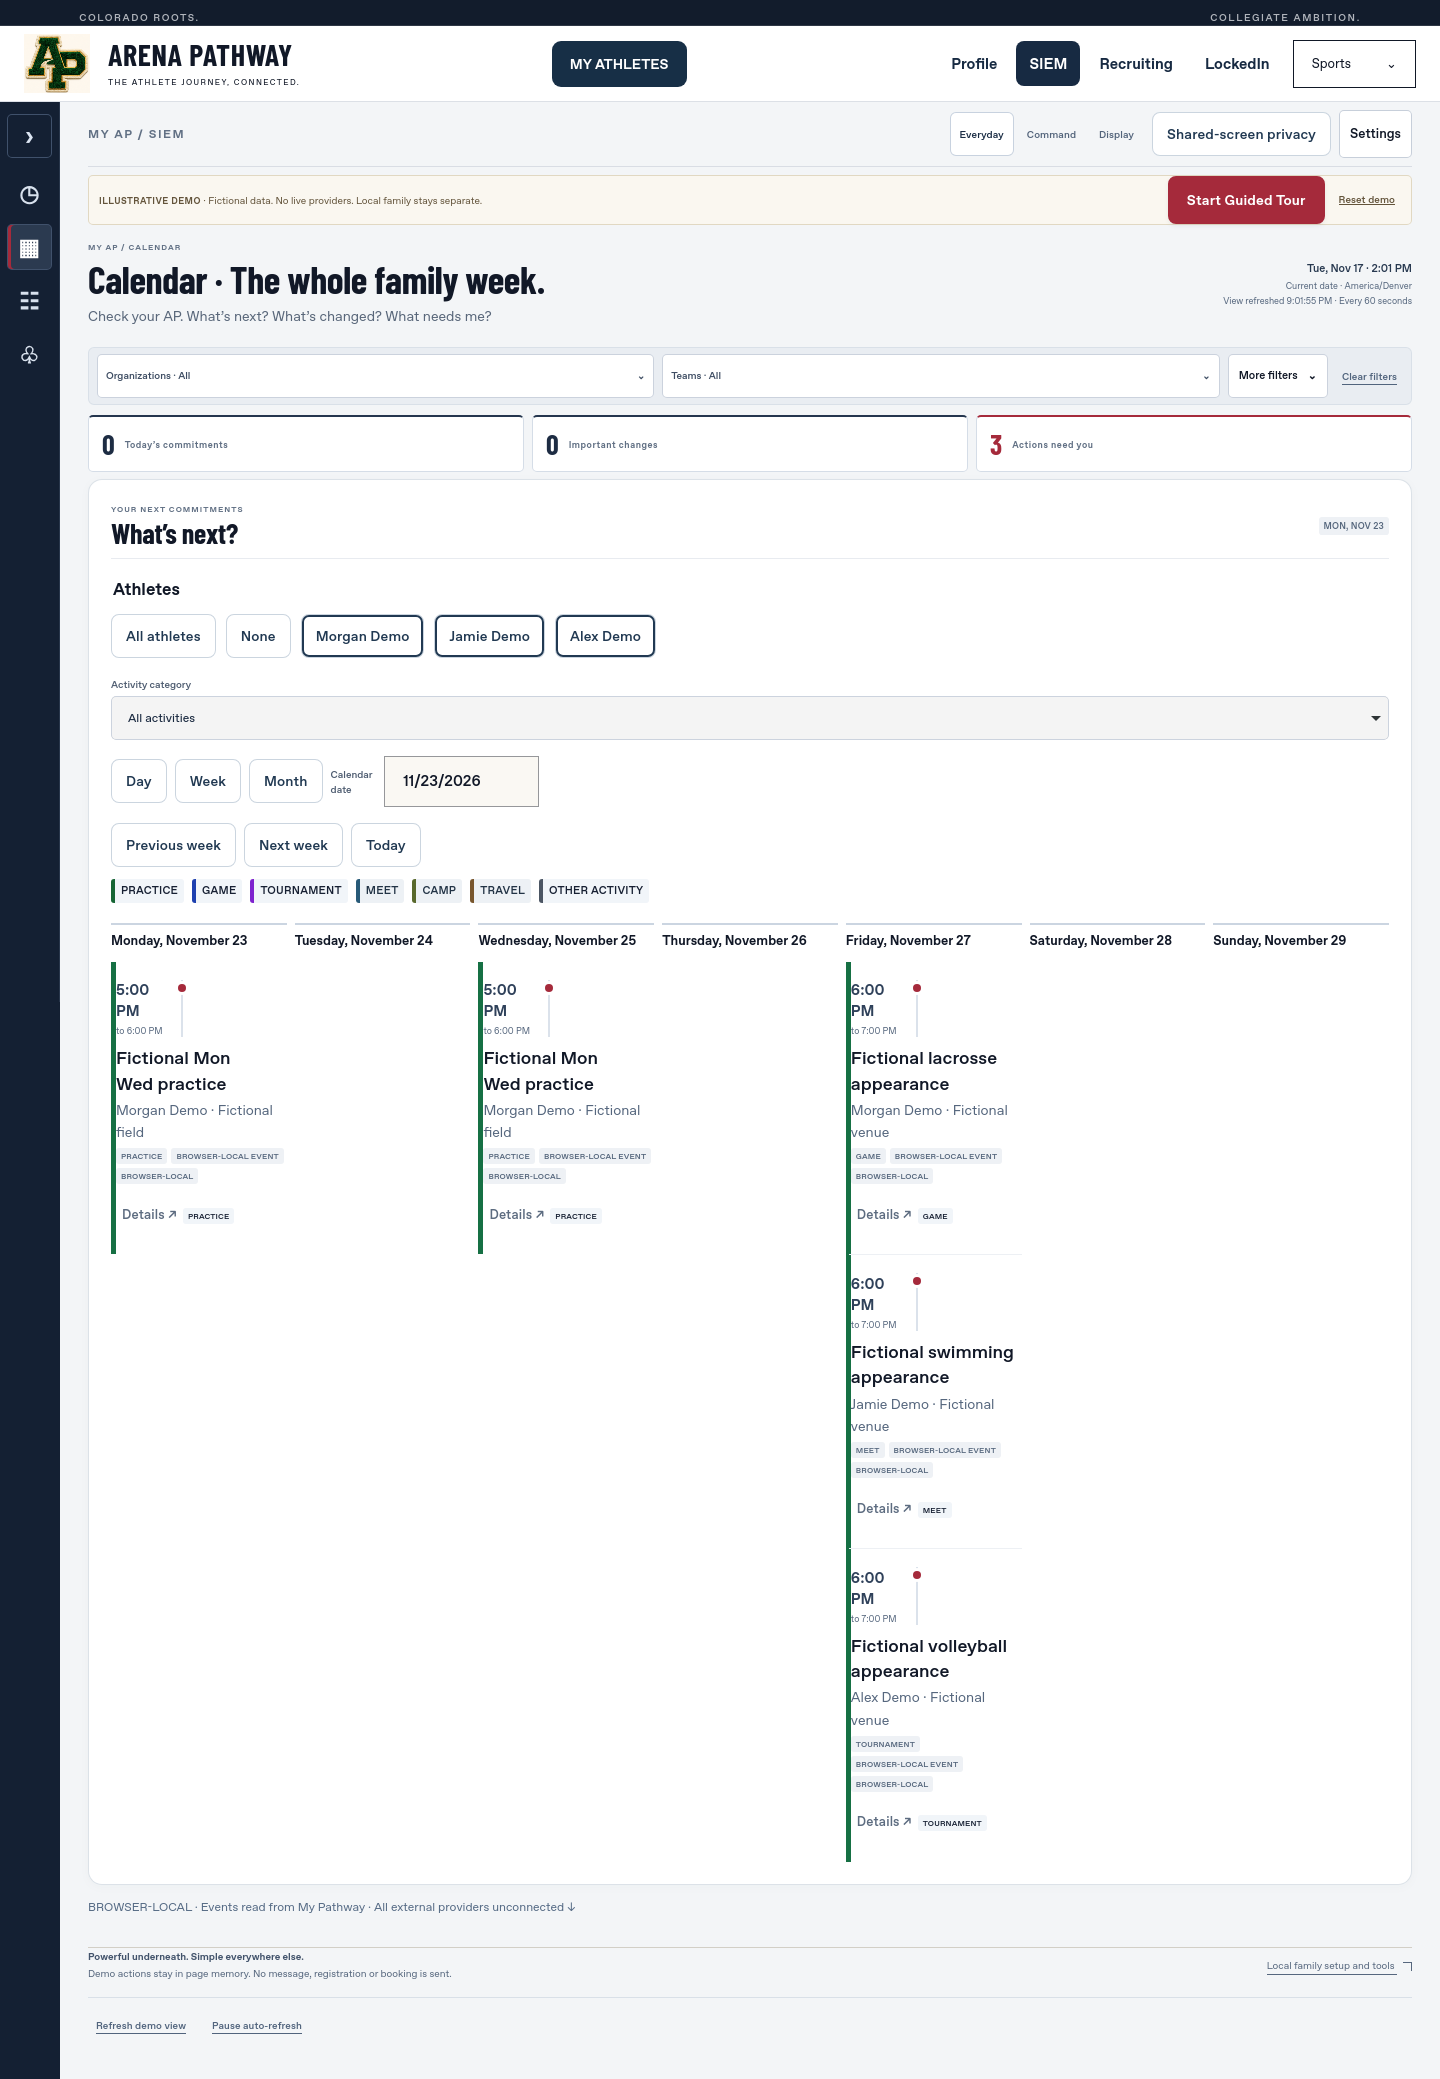 COLORADO ROOTS.
COLLEGIATE AMBITION.
AP
ARENA PATHWAY
THE ATHLETE JOURNEY, CONNECTED.
MY ATHLETES
Profile
SIEM
Recruiting
LockedIn
Sports
MY AP / SIEM
Everyday
Command
Display
Shared-screen privacy
Settings
ILLUSTRATIVE DEMO · Fictional data. No live providers. Local family stays separate.
Start Guided Tour
Reset demo
MY AP / CALENDAR
Calendar · The whole family week.
Check your AP. What's next? What's changed? What needs me?
Tue, Nov 17 · 2:01 PM
Current date · America/Denver
View refreshed 9:01:55 PM · Every 60 seconds
Organizations · All
Teams · All
More filters
Clear filters
0 Today's commitments
0 Important changes
3 Actions need you
YOUR NEXT COMMITMENTS
What's next?
MON, NOV 23
Athletes
All athletes
None
Morgan Demo
Jamie Demo
Alex Demo
Activity category
All activities
Day
Week
Month
Calendar
date
11/23/2026
Previous week
Next week
Today
PRACTICE
GAME
TOURNAMENT
MEET
CAMP
TRAVEL
OTHER ACTIVITY
Monday, November 23
Tuesday, November 24
Wednesday, November 25
Thursday, November 26
Friday, November 27
Saturday, November 28
Sunday, November 29
5:00
PM
to 6:00 PM
Fictional Mon
Wed practice
Morgan Demo · Fictional
field
PRACTICE BROWSER-LOCAL EVENT
BROWSER-LOCAL
Details ↗ PRACTICE
5:00
PM
to 6:00 PM
Fictional Mon
Wed practice
Morgan Demo · Fictional
field
PRACTICE BROWSER-LOCAL EVENT
BROWSER-LOCAL
Details ↗ PRACTICE
6:00
PM
to 7:00 PM
Fictional lacrosse
appearance
Morgan Demo · Fictional
venue
GAME BROWSER-LOCAL EVENT
BROWSER-LOCAL
Details ↗ GAME
6:00
PM
to 7:00 PM
Fictional swimming
appearance
Jamie Demo · Fictional
venue
MEET BROWSER-LOCAL EVENT
BROWSER-LOCAL
Details ↗ MEET
6:00
PM
to 7:00 PM
Fictional volleyball
appearance
Alex Demo · Fictional
venue
TOURNAMENT
BROWSER-LOCAL EVENT
BROWSER-LOCAL
Details ↗ TOURNAMENT
BROWSER-LOCAL · Events read from My Pathway · All external providers unconnected ↓
Powerful underneath. Simple everywhere else.
Demo actions stay in page memory. No message, registration or booking is sent.
Local family setup and tools
Refresh demo view
Pause auto-refresh